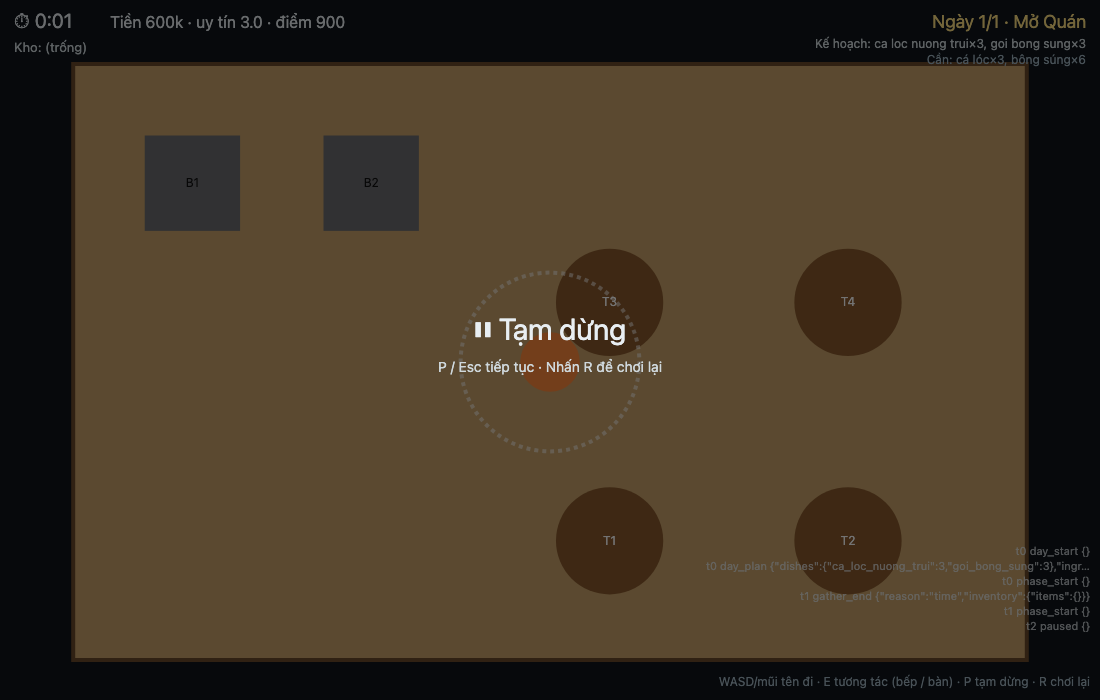 ⏱ 0:01
Tiền 600k · uy tín 3.0 · điểm 900
Ngày 1/1 · Mở Quán
Kho: (trống)
Kế hoạch: ca loc nuong trui×3, goi bong sung×3
Cần: cá lóc×3, bông súng×6
B1
B2
T3
T4
⏸ Tạm dừng
P / Esc tiếp tục · Nhấn R để chơi lại
T1
T2
t0 day_start {}
t0 day_plan {"dishes":{"ca_loc_nuong_trui":3,"goi_bong_sung":3},"ingr…
t0 phase_start {}
t1 gather_end {"reason":"time","inventory":{"items":{}}}
t1 phase_start {}
t2 paused {}
WASD/mũi tên đi · E tương tác (bếp / bàn) · P tạm dừng · R chơi lại